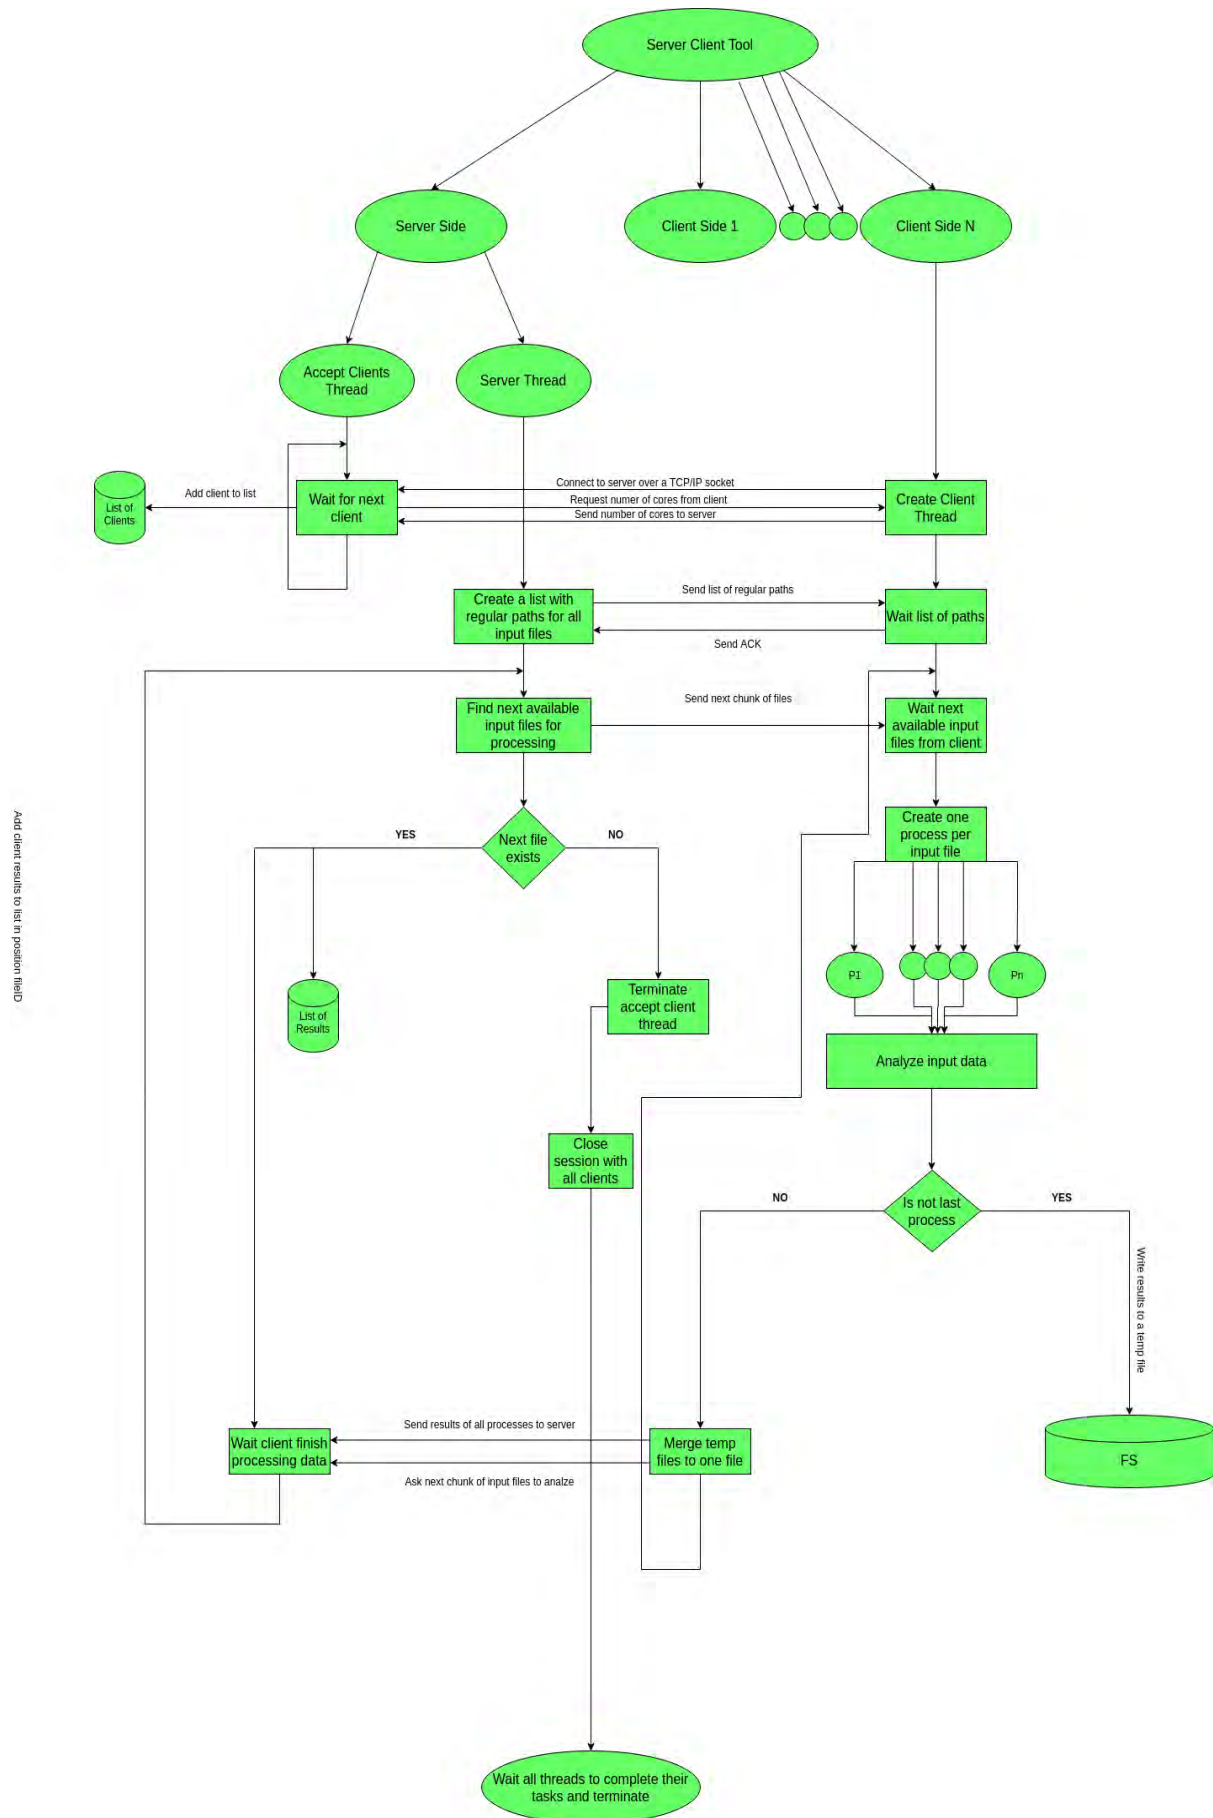 Server Client Tool
Server Side
Client Side 1
Client Side N
Accept Clients
Thread
Server Thread
Connect to server over a TCP/IP socket
Add client to list
Request numer of cores from client
List of
Clients
Wait for next
client
Create Client
Thread
Send number of cores to server
Send list of regular paths
Create a list with
regular paths for all
input files
Wait list of paths
Send ACK
Send next chunk of files
Find next available
input files for
processing
Wait next
available input
files from client
Add client results to list in position fileID
Create one
process per
input file
YES
NO
Next file
exists
P1
Pn
List of
Results
Terminate
accept client
thread
Analyze input data
Close
session with
all clients
NO
YES
Is not last
process
Write results to a temp file
Send results of all processes to server
Wait client finish
processing data
Merge temp
files to one file
FS
Ask next chunk of input files to analze
Wait all threads to complete their
tasks and terminate